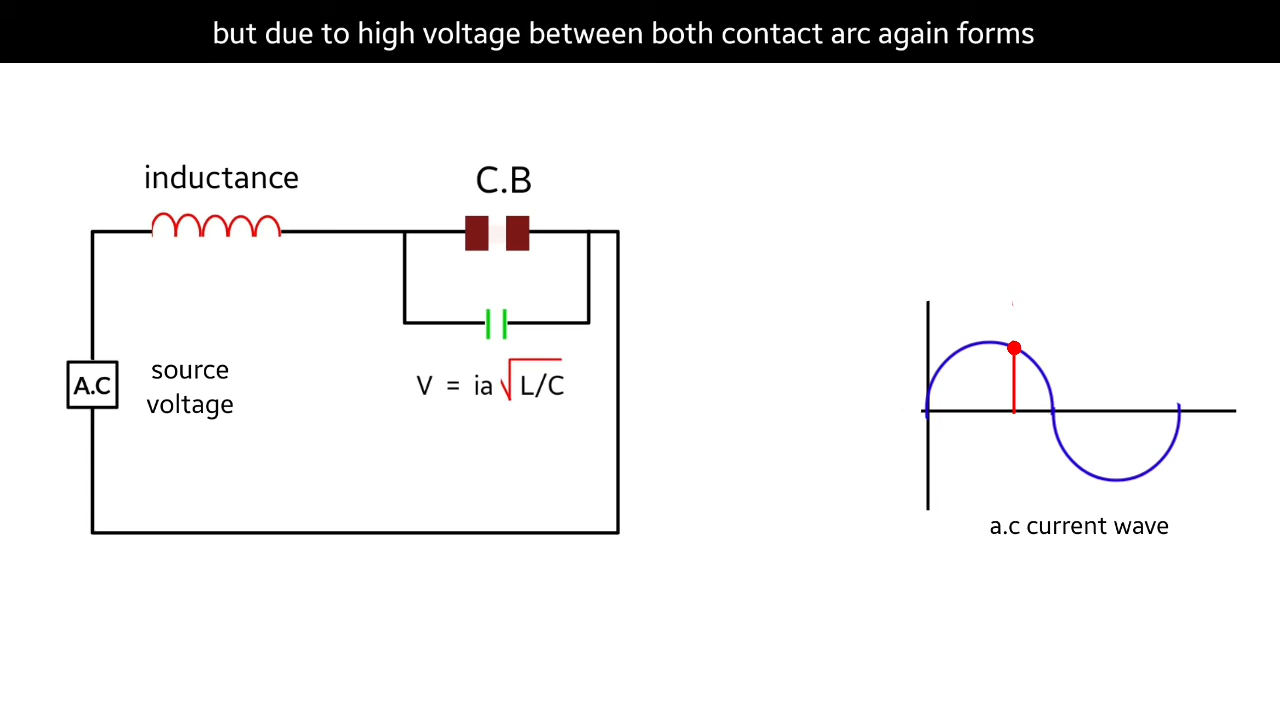 but due to high voltage between both contact arc again forms
inductance
C.B
A.C
source
voltage
V = ia √L/C
a.c current wave